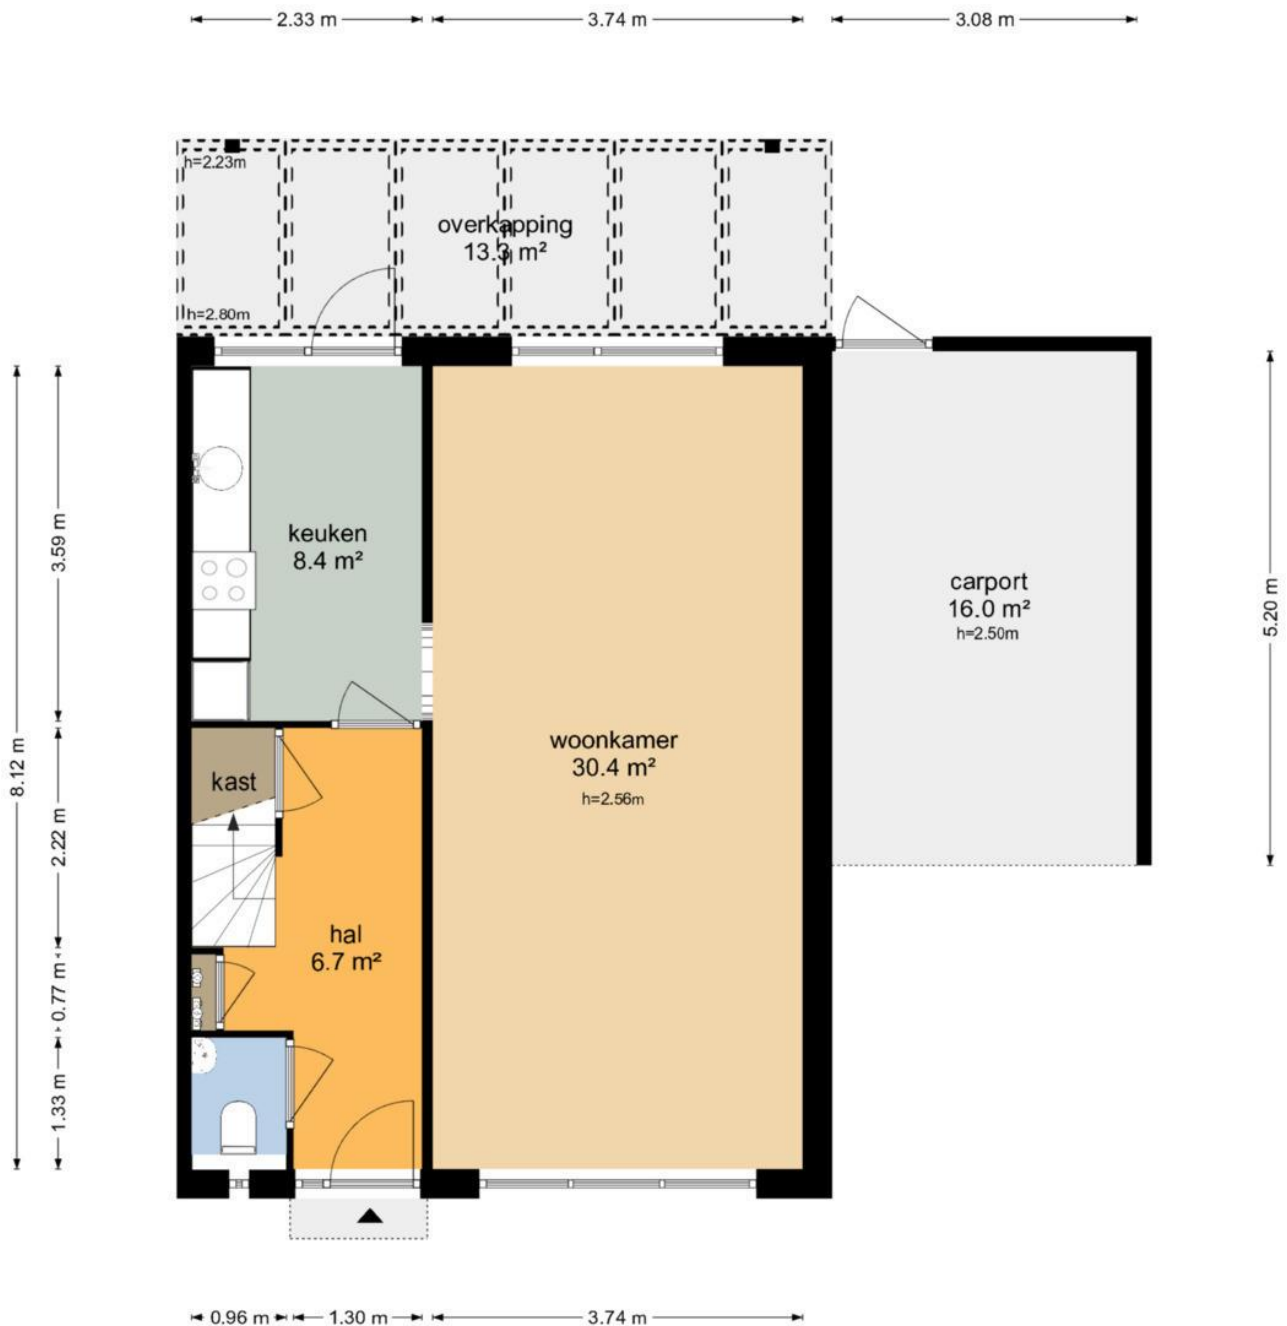 2.33 m
3.74 m
3.08 m
h=2.23m
overkapping
13.3 m²
h=2.80m
keuken
8.4 m²
3.59 m
carport
16.0 m²
h=2.50m
5.20 m
woonkamer
30.4 m²
h=2.56m
8.12 m
kast
2.22 m
hal
6.7 m²
0.77 m
1.33 m
0.96 m
1.30 m
3.74 m